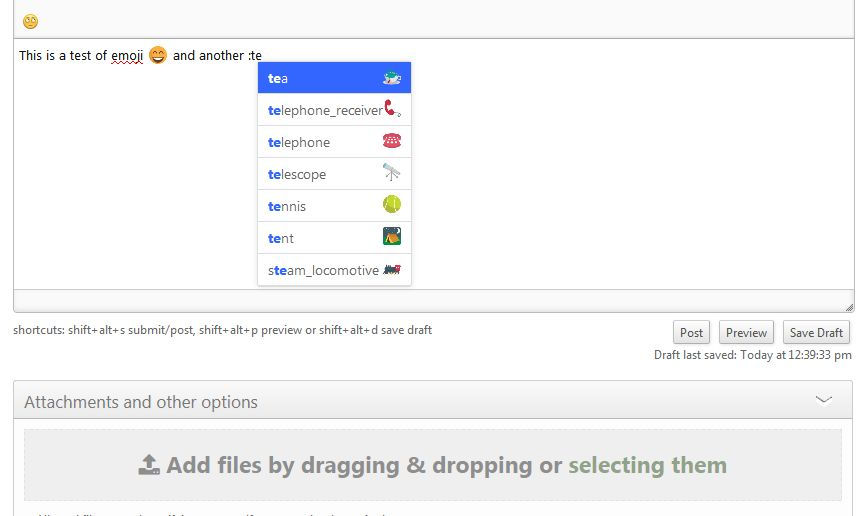 This is a test of emoji 😄 and another :te
tea
telephone_receiver
telephone
telescope
tennis
tent
steam_locomotive
shortcuts: shift+alt+s submit/post, shift+alt+p preview or shift+alt+d save draft
Post Preview Save Draft
Draft last saved: Today at 12:39:33 pm
Attachments and other options
Add files by dragging & dropping or selecting them